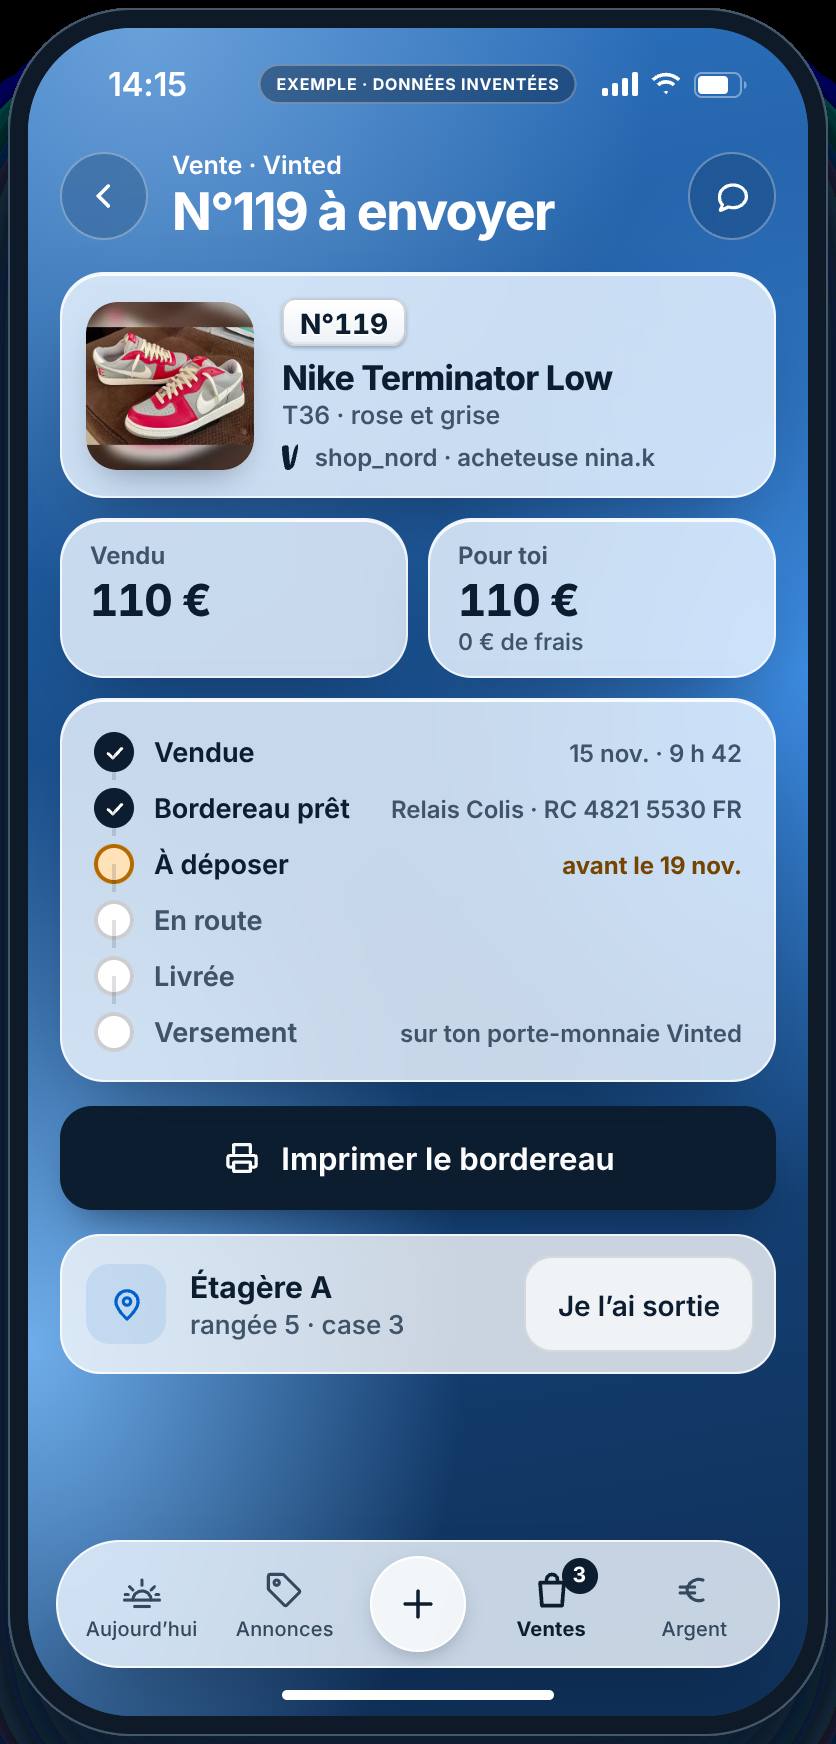 14:15
EXEMPLE · DONNÉES INVENTÉES
Vente · Vinted
N°119 à envoyer
N°119
Nike Terminator Low
T36 · rose et grise
shop_nord · acheteuse nina.k
Vendu
110 €
Pour toi
110 €
0 € de frais
Vendue 15 nov. · 9 h 42
Bordereau prêt Relais Colis · RC 4821 5530 FR
À déposer avant le 19 nov.
En route
Livrée
Versement sur ton porte-monnaie Vinted
Imprimer le bordereau
Étagère A
rangée 5 · case 3
Je l’ai sortie
3
Aujourd’hui Annonces Ventes Argent